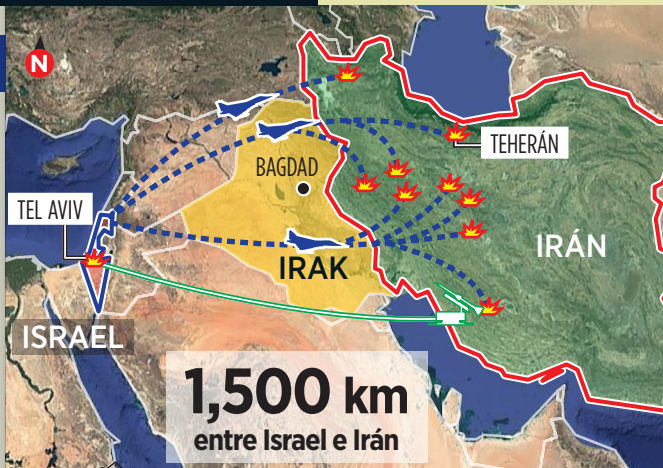 N
TEHERÁN
BAGDAD
TEL AVIV
IRÁN
IRAK
ISRAEL
1,500 km
entre Israel e Irán